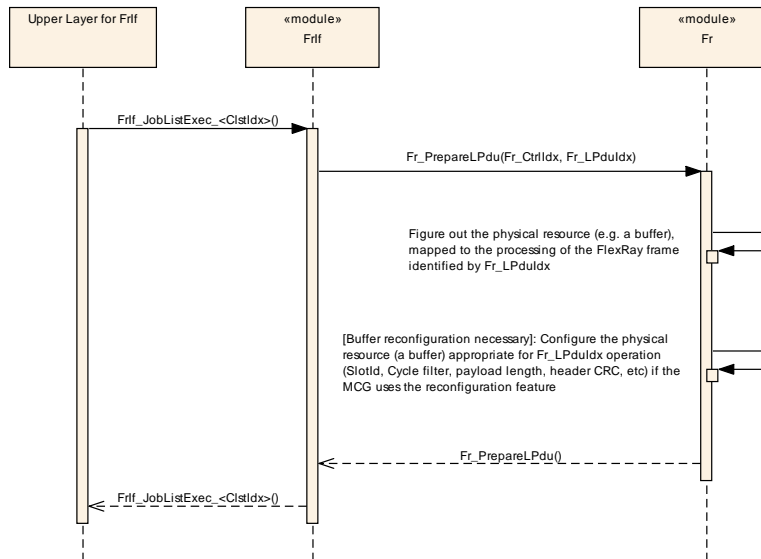 Upper Layer for FrIf
«module»
FrIf
«module»
Fr
FrIf_JobListExec_<ClstIdx>()
Fr_PrepareLPdu(Fr_CtrlIdx, Fr_LPduIdx)
Figure out the physical resource (e.g. a buffer),
mapped to the processing of the FlexRay frame
identified by Fr_LPduIdx
[Buffer reconfiguration necessary]: Configure the physical
resource (a buffer) appropriate for Fr_LPduIdx operation
(SlotId, Cycle filter, payload length, header CRC, etc) if the
MCG uses the reconfiguration feature
Fr_PrepareLPdu()
FrIf_JobListExec_<ClstIdx>()